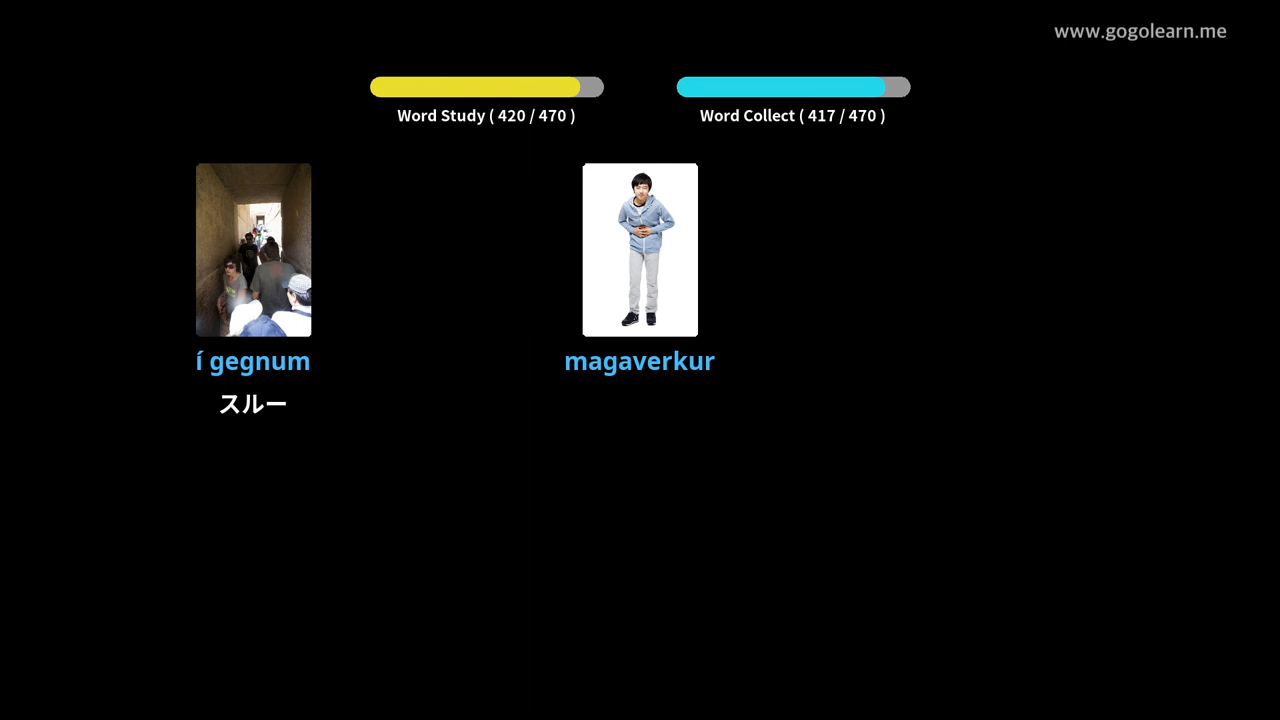 www.gogolearn.me
Word Study ( 420 / 470 )
Word Collect ( 417 / 470 )
í gegnum
スルー
magaverkur